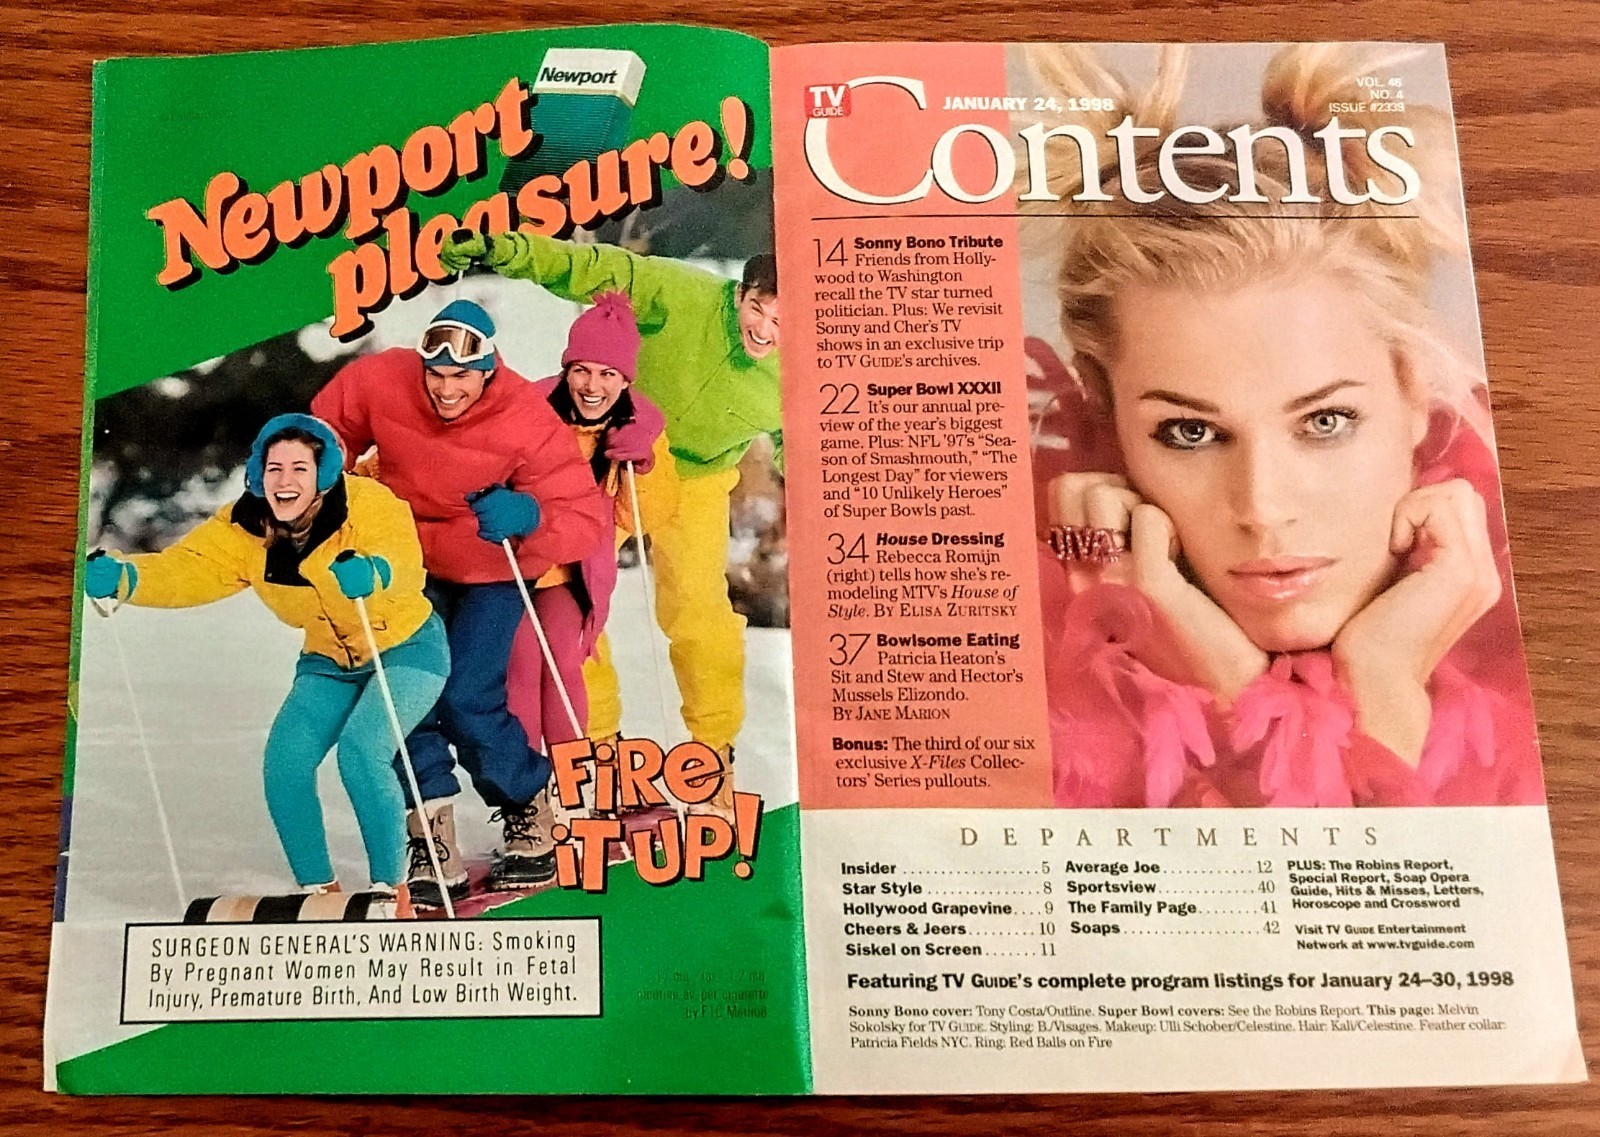 Newport
Newport
pleasure!
FiRe
iT UP!
SURGEON GENERAL'S WARNING: Smoking
By Pregnant Women May Result in Fetal
Injury, Premature Birth, And Low Birth Weight.
nicotine av. per cigarette
by FTC Method
TV
GUIDE
JANUARY 24, 1998
VOL. 46
NO. 4
ISSUE #2339
Contents
14 Sonny Bono Tribute
Friends from Holly-
wood to Washington
recall the TV star turned
politician. Plus: We revisit
Sonny and Cher's TV
shows in an exclusive trip
to TV GUIDE's archives.
22 Super Bowl XXXII
It's our annual pre-
view of the year's biggest
game. Plus: NFL '97's "Sea-
son of Smashmouth," "The
Longest Day" for viewers
and "10 Unlikely Heroes"
of Super Bowls past.
34 House Dressing
Rebecca Romijn
(right) tells how she's re-
modeling MTV's House of
Style. BY ELISA ZURITSKY
37 Bowlsome Eating
Patricia Heaton's
Sit and Stew and Hector's
Mussels Elizondo.
BY JANE MARION
Bonus: The third of our six
exclusive X-Files Collec-
tors' Series pullouts.
VIVA
DEPARTMENTS
Insider ..................... 5
Star Style .................. 8
Hollywood Grapevine.... 9
Cheers & Jeers......... 10
Siskel on Screen....... 11
Average Joe............. 12
Sportsview............... 40
The Family Page........ 41
Soaps..................... 42
PLUS: The Robins Report,
Special Report, Soap Opera
Guide, Hits & Misses, Letters,
Horoscope and Crossword
Visit TV GUIDE Entertainment
Network at www.tvguide.com
Featuring TV GUIDE's complete program listings for January 24–30, 1998
Sonny Bono cover: Tony Costa/Outline. Super Bowl covers: See the Robins Report. This page: Melvin
Sokolsky for TV GUIDE. Styling: B./Visages. Makeup: Ulli Schober/Celestine. Hair: Kali/Celestine. Feather collar:
Patricia Fields NYC. Ring: Red Balls on Fire